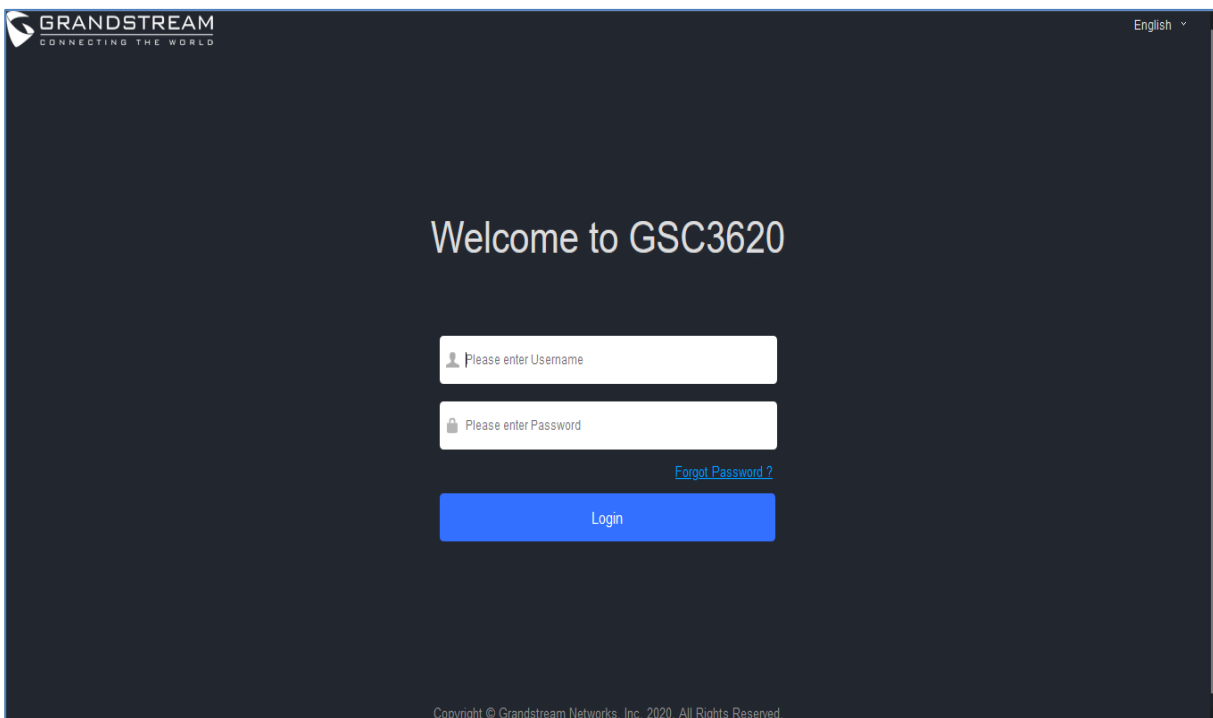 GRANDSTREAM
CONNECTING THE WORLD
English
Welcome to GSC3620
Please enter Username
Please enter Password
Forgot Password ?
Login
Copyright © Grandstream Networks, Inc. 2020. All Rights Reserved.